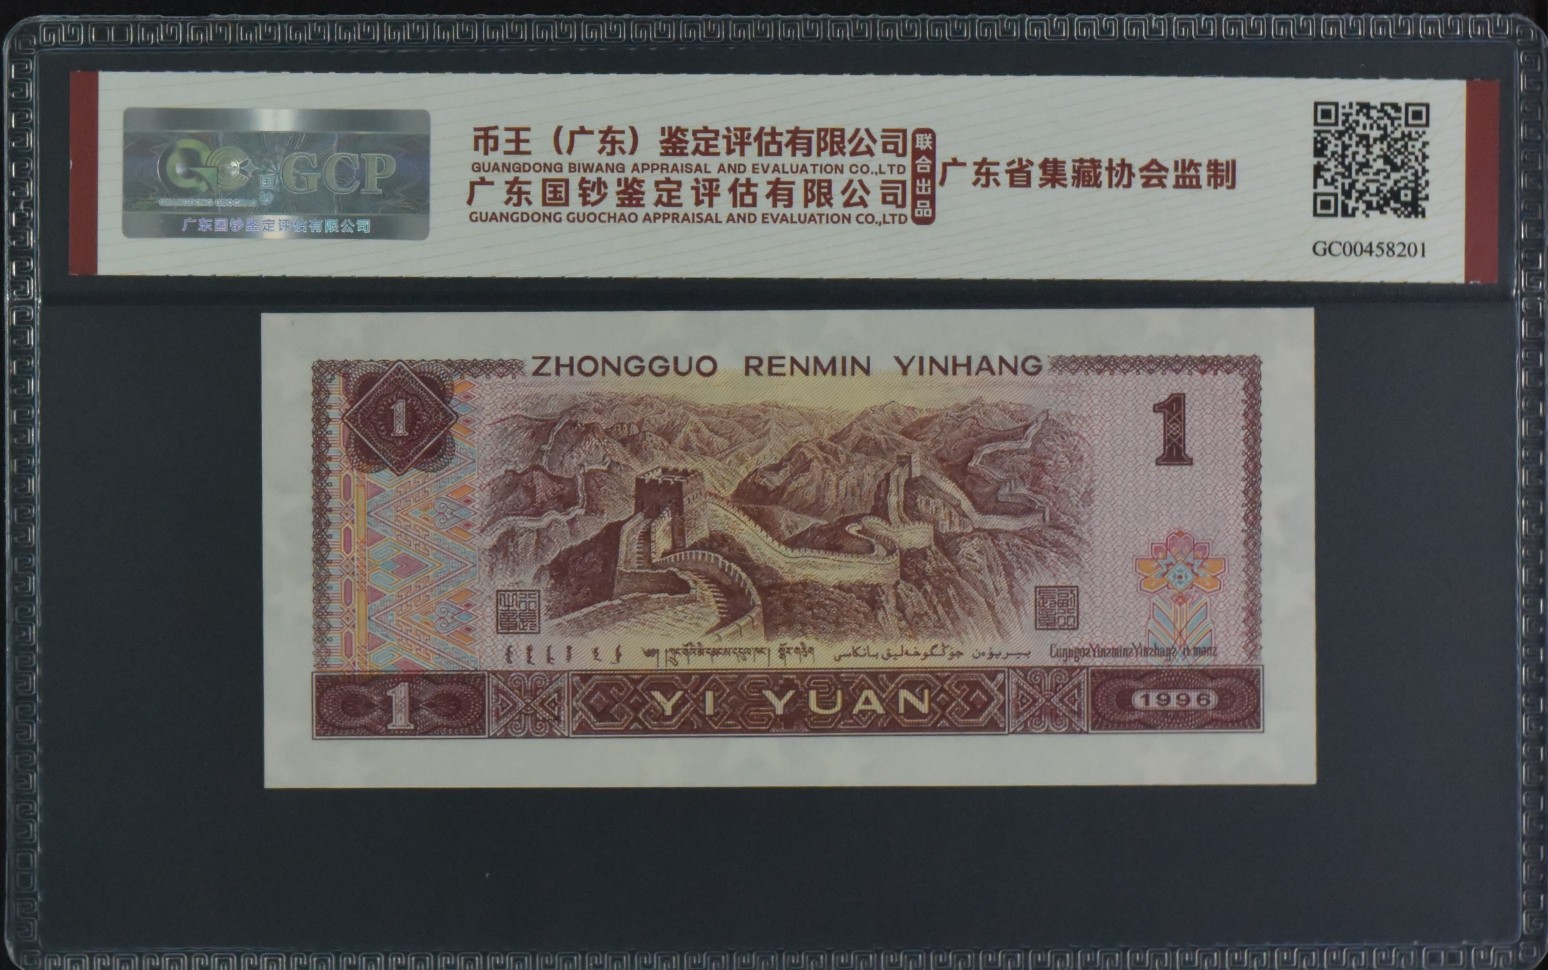 GCP
广东国钞鉴定评估有限公司
币王（广东）鉴定评估有限公司
GUANGDONG BIWANG APPRAISAL AND EVALUATION CO.,LTD
广东国钞鉴定评估有限公司
GUANGDONG GUOCHAO APPRAISAL AND EVALUATION CO.,LTD
联合出品
广东省集藏协会监制
GC00458201
ZHONGGUO RENMIN YINHANG
1
1
1
YI YUAN
1996